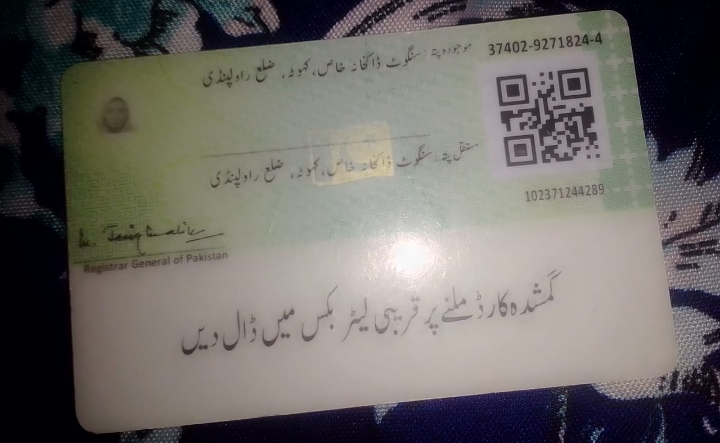 37402-9271824-4
موجودہ پتہ : سنگوٹ ڈاکخانہ خاص، کہوٹہ، ضلع راولپنڈی
مستقل پتہ : سنگوٹ ڈاکخانہ خاص، کہوٹہ، ضلع راولپنڈی
102371244289
Registrar General of Pakistan
گمشدہ کارڈ ملنے پر قریبی لیٹر بکس میں ڈال دیں